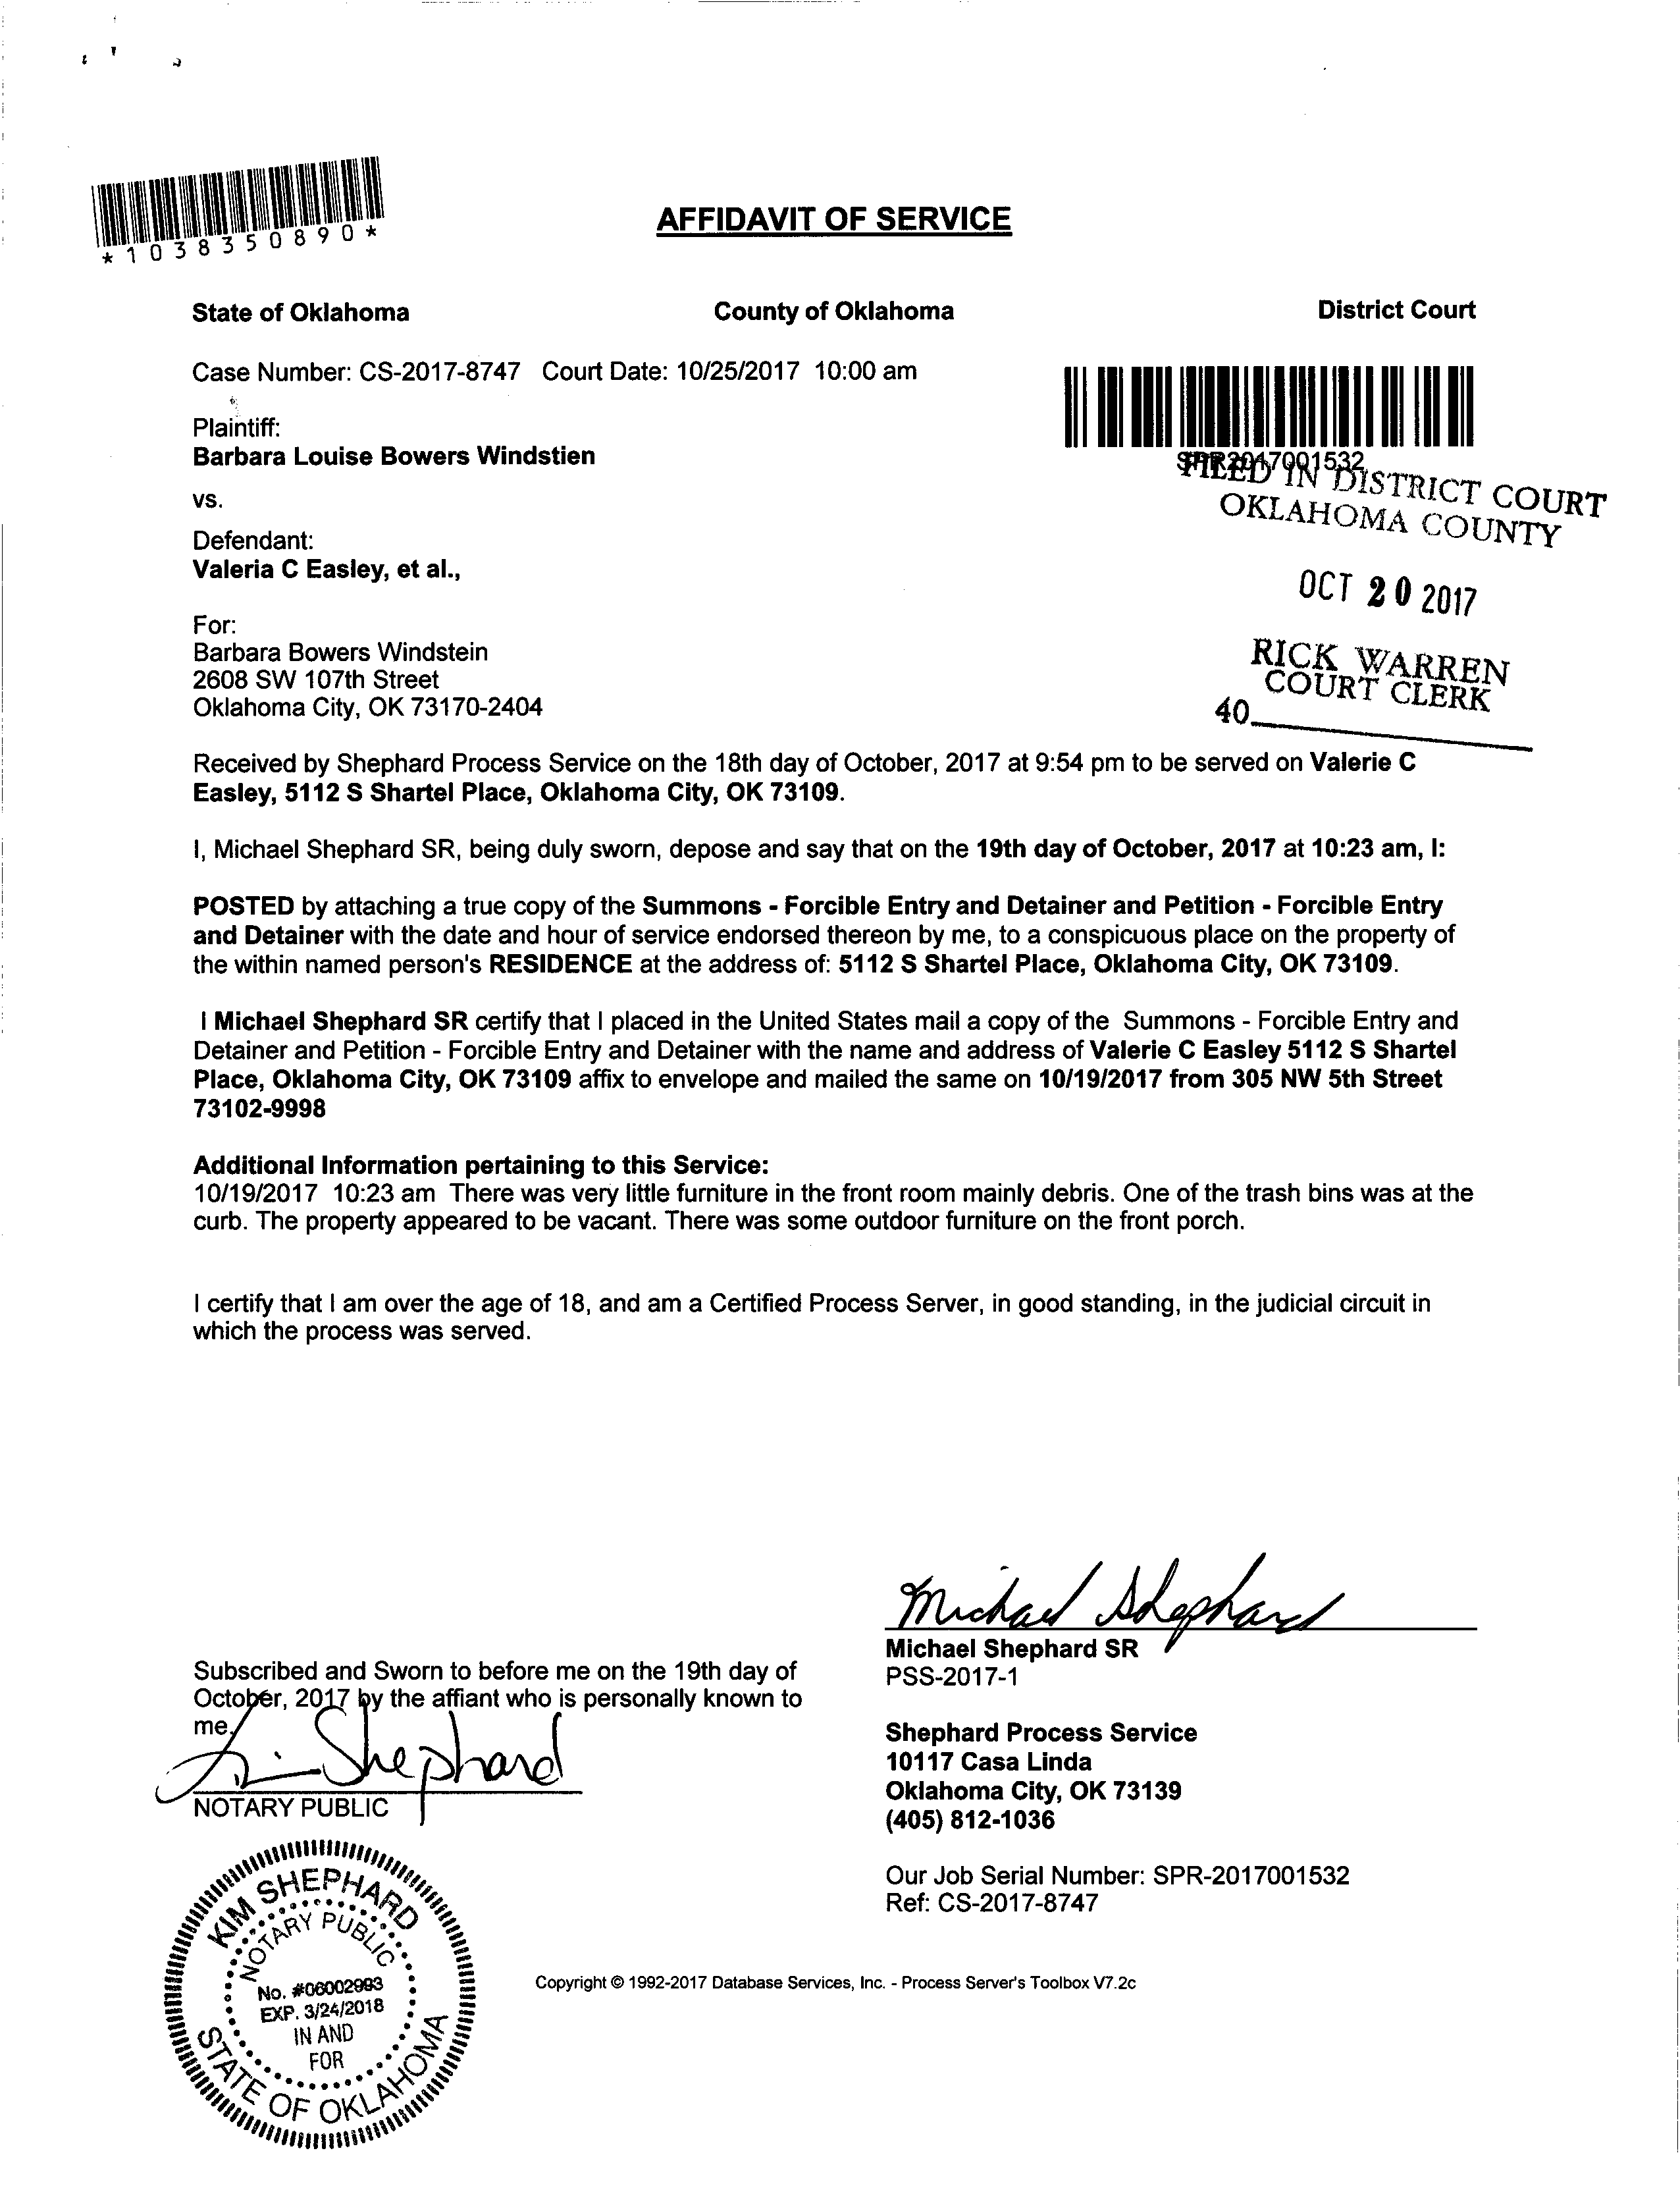 *1038350890*
AFFIDAVIT OF SERVICE
State of Oklahoma County of Oklahoma District Court
Case Number: CS-2017-8747 Court Date: 10/25/2017 10:00 am
Plaintiff:
Barbara Louise Bowers Windstien
vs.
Defendant:
Valeria C Easley, et al.,
For:
Barbara Bowers Windstein
2608 SW 107th Street
Oklahoma City, OK 73170-2404
SPR2017001532
FILED IN DISTRICT COURT
OKLAHOMA COUNTY
OCT 20 2017
RICK WARREN
COURT CLERK
40
Received by Shephard Process Service on the 18th day of October, 2017 at 9:54 pm to be served on Valerie C
Easley, 5112 S Shartel Place, Oklahoma City, OK 73109.
I, Michael Shephard SR, being duly sworn, depose and say that on the 19th day of October, 2017 at 10:23 am, I:
POSTED by attaching a true copy of the Summons - Forcible Entry and Detainer and Petition - Forcible Entry
and Detainer with the date and hour of service endorsed thereon by me, to a conspicuous place on the property of
the within named person's RESIDENCE at the address of: 5112 S Shartel Place, Oklahoma City, OK 73109.
I Michael Shephard SR certify that I placed in the United States mail a copy of the Summons - Forcible Entry and
Detainer and Petition - Forcible Entry and Detainer with the name and address of Valerie C Easley 5112 S Shartel
Place, Oklahoma City, OK 73109 affix to envelope and mailed the same on 10/19/2017 from 305 NW 5th Street
73102-9998
Additional Information pertaining to this Service:
10/19/2017 10:23 am There was very little furniture in the front room mainly debris. One of the trash bins was at the
curb. The property appeared to be vacant. There was some outdoor furniture on the front porch.
I certify that I am over the age of 18, and am a Certified Process Server, in good standing, in the judicial circuit in
which the process was served.
Michael Shephard
Michael Shephard SR
PSS-2017-1
Shephard Process Service
10117 Casa Linda
Oklahoma City, OK 73139
(405) 812-1036
Our Job Serial Number: SPR-2017001532
Ref: CS-2017-8747
Subscribed and Sworn to before me on the 19th day of
October, 2017 by the affiant who is personally known to
me.
Kim Shephard
NOTARY PUBLIC
KIM SHEPHARD
NOTARY PUBLIC
No. #06002993
EXP. 3/24/2018
IN AND
FOR
STATE OF OKLAHOMA
Copyright © 1992-2017 Database Services, Inc. - Process Server's Toolbox V7.2c